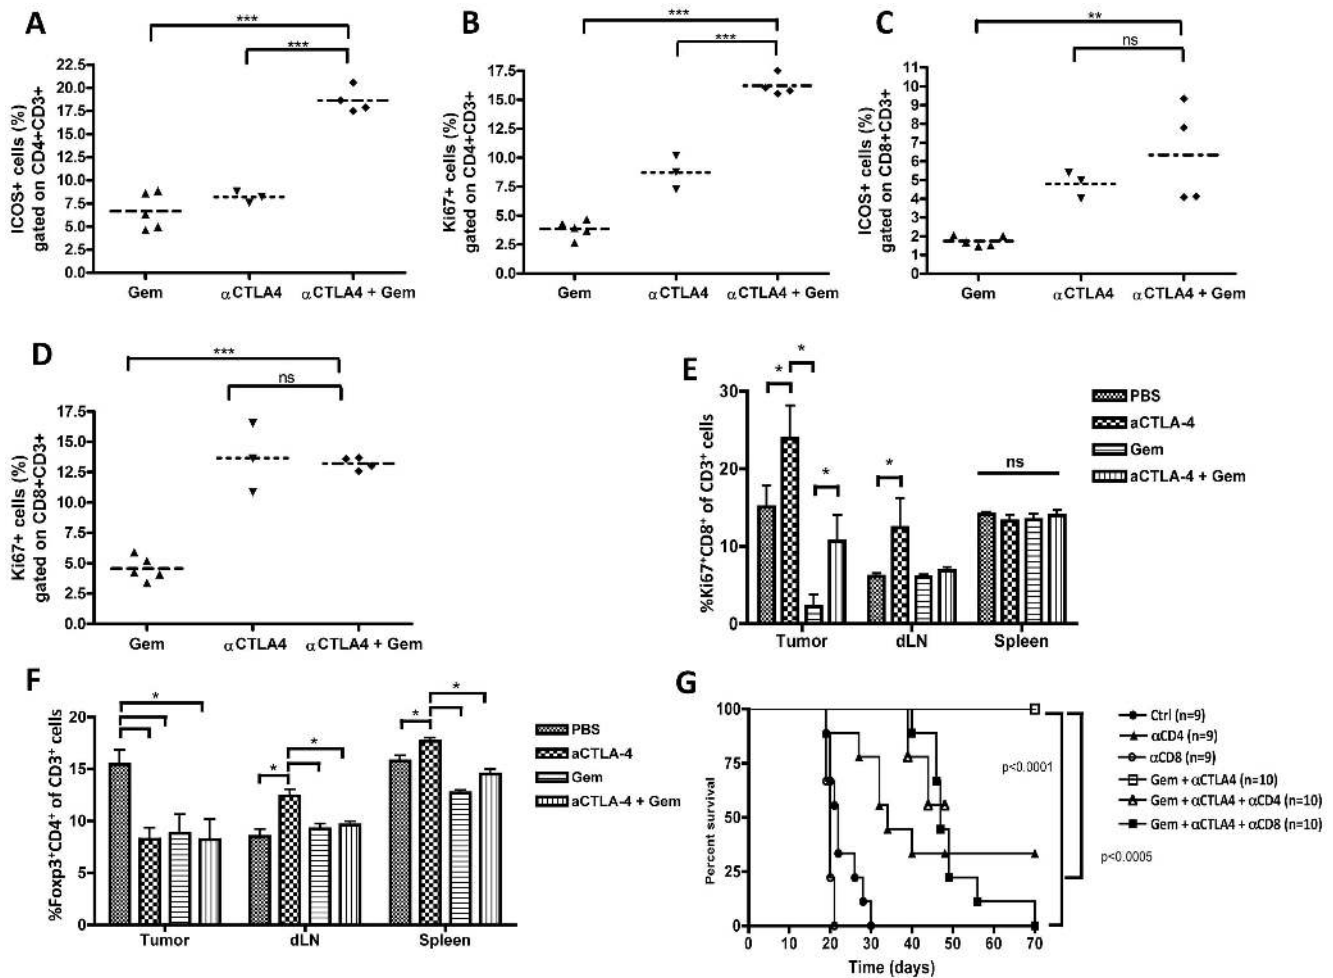 A
***
***
ICOS+ cells (%)
gated on CD4+CD3+
22.5
20.0
17.5
15.0
12.5
10.0
7.5
5.0
2.5
0.0
Gem
αCTLA4
αCTLA4 + Gem
B
***
***
Ki67+ cells (%)
gated on CD4+CD3+
17.5
15.0
12.5
10.0
7.5
5.0
2.5
0.0
Gem
αCTLA4
αCTLA4 + Gem
C
**
ns
ICOS+ cells (%)
gated on CD8+CD3+
11
10
9
8
7
6
5
4
3
2
1
0
Gem
αCTLA4
αCTLA4 + Gem
D
***
ns
Ki67+ cells (%)
gated on CD8+CD3+
17.5
15.0
12.5
10.0
7.5
5.0
2.5
0.0
Gem
αCTLA4
αCTLA4 + Gem
E
*
*
*
*
ns
%Ki67⁺CD8⁺ of CD3⁺ cells
30
20
10
0
Tumor
dLN
Spleen
PBS
aCTLA-4
Gem
aCTLA-4 + Gem
F
*
*
*
*
*
%Foxp3⁺CD4⁺ of CD3⁺ cells
20
15
10
5
0
Tumor
dLN
Spleen
PBS
aCTLA-4
Gem
aCTLA-4 + Gem
G
Percent survival
100
75
50
25
0
0 10 20 30 40 50 60 70
Time (days)
p<0.0001
p<0.0005
Ctrl (n=9)
αCD4 (n=9)
αCD8 (n=9)
Gem + αCTLA4 (n=10)
Gem + αCTLA4 + αCD4 (n=10)
Gem + αCTLA4 + αCD8 (n=10)